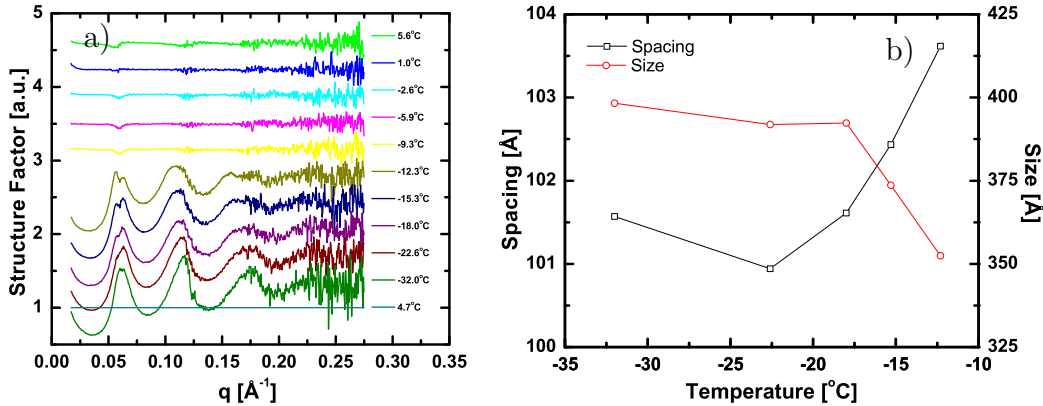 a)
5
4
3
2
1
Structure Factor [a.u.]
0.00 0.05 0.10 0.15 0.20 0.25 0.30 0.35
q [Å-1]
5.6°C
1.0°C
-2.6°C
-5.9°C
-9.3°C
-12.3°C
-15.3°C
-18.0°C
-22.6°C
-32.0°C
4.7°C
b)
Spacing
Size
104
103
102
101
100
Spacing [Å]
425
400
375
350
325
Size [Å]
-35 -30 -25 -20 -15 -10
Temperature [°C]